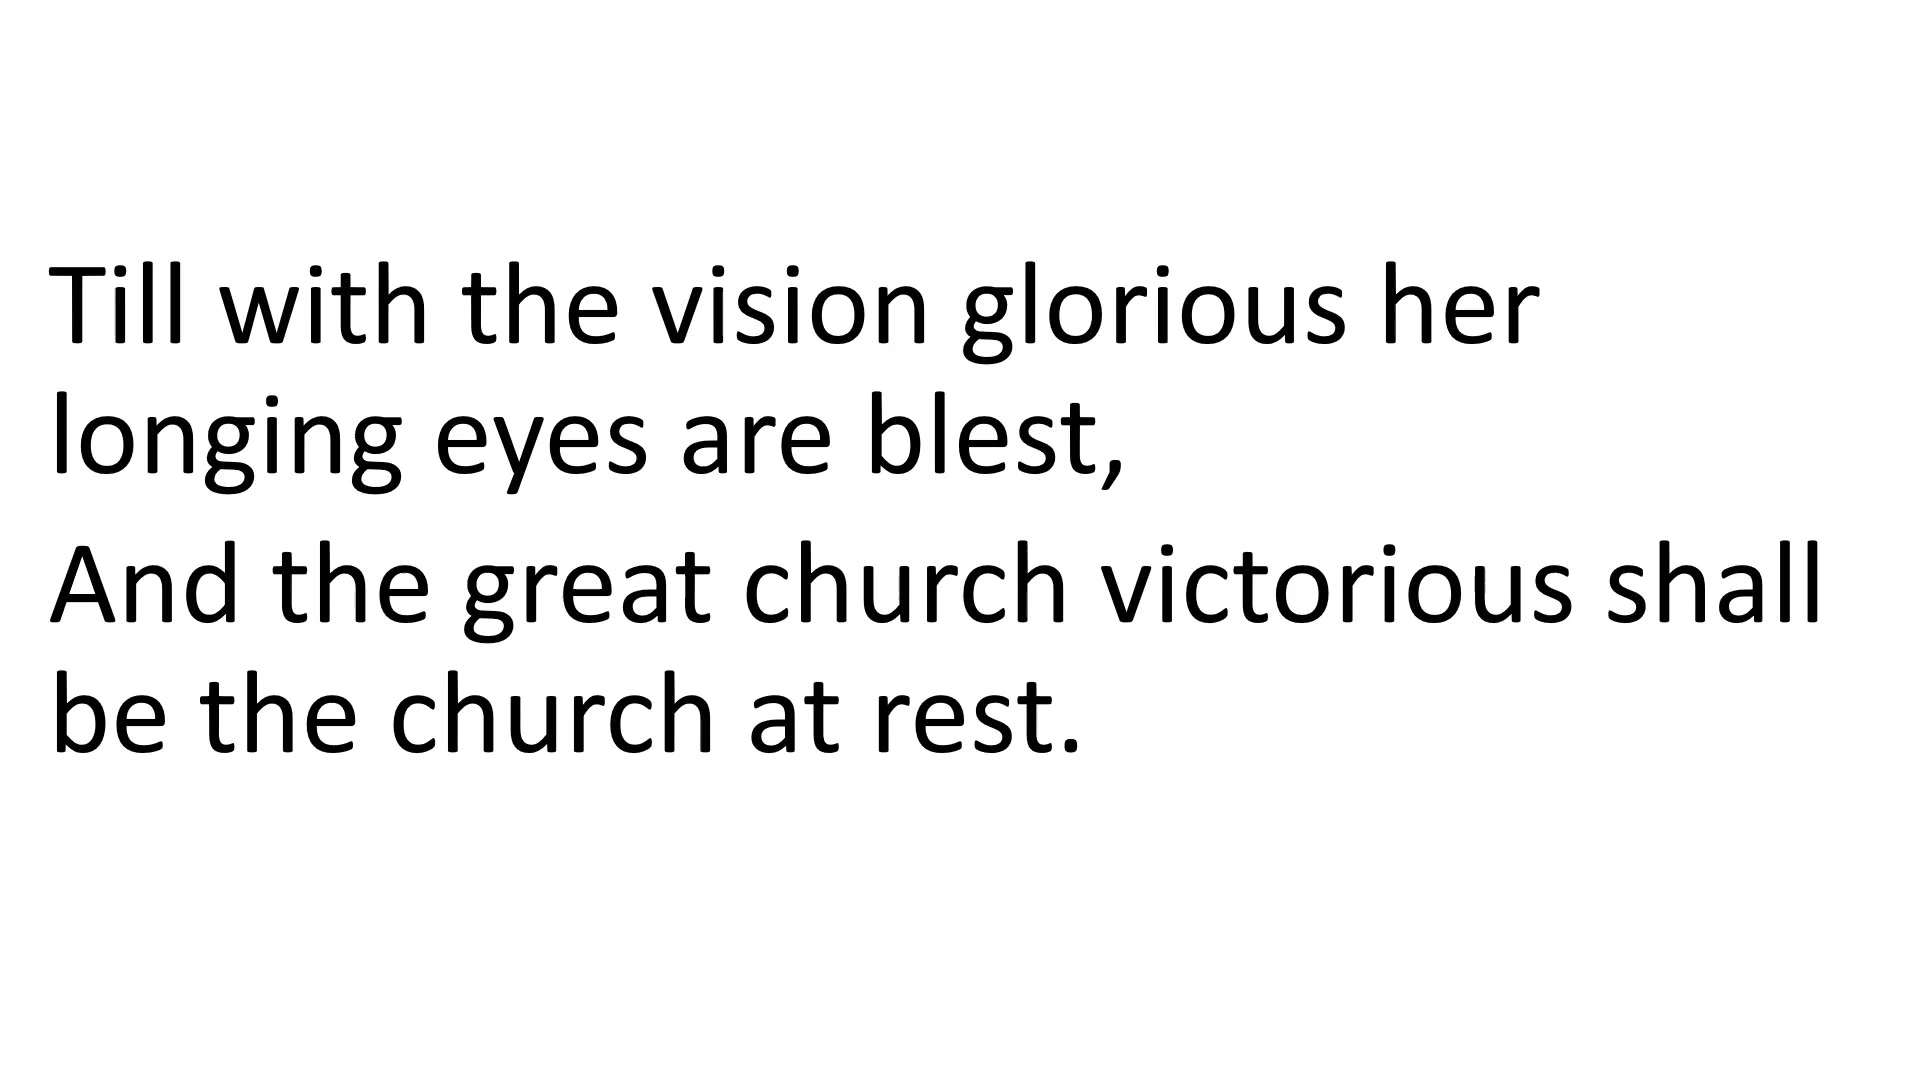 Till with the vision glorious her
longing eyes are blest,
And the great church victorious shall
be the church at rest.